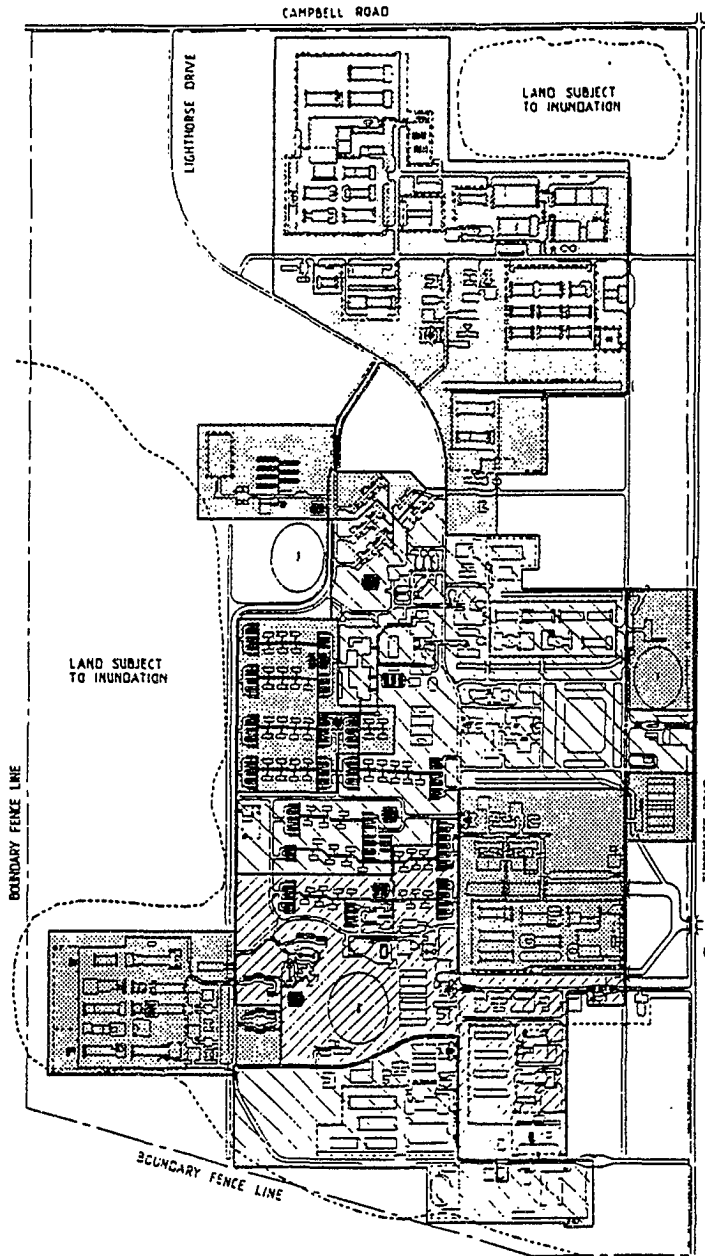 CAMPBELL ROAD
LIGHTHORSE DRIVE
LAND SUBJECT
TO INUNDATION
LAND SUBJECT
TO INUNDATION
BOUNDARY FENCE LINE
BOUNDARY FENCE LINE